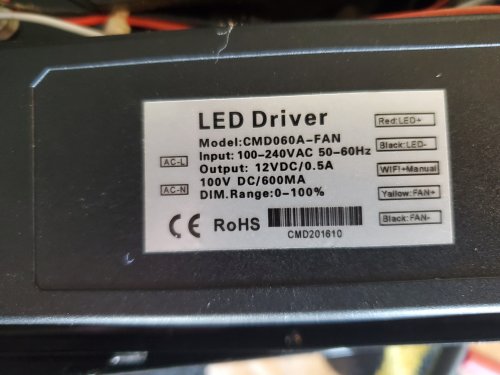 LED Driver
Model:CMD060A-FAN
Input: 100-240VAC 50-60Hz
Output: 12VDC/0.5A
100V DC/600MA
DIM.Range:0-100%
AC-L
AC-N
CE RoHS
CMD201610
Red:LED+
Black:LED-
WIFI+Manual
Yallow:FAN+
Black:FAN-